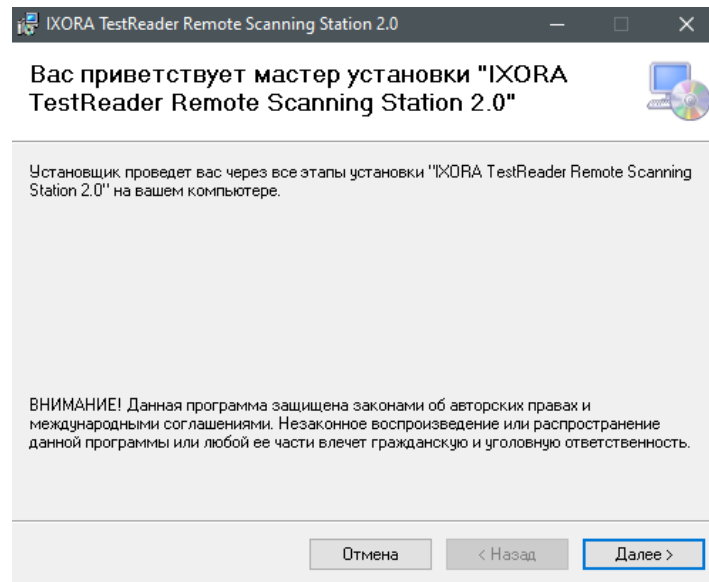 IXORA TestReader Remote Scanning Station 2.0
Вас приветствует мастер установки "IXORA
TestReader Remote Scanning Station 2.0"
Установщик проведет вас через все этапы установки "IXORA TestReader Remote Scanning
Station 2.0" на вашем компьютере.
ВНИМАНИЕ! Данная программа защищена законами об авторских правах и
международными соглашениями. Незаконное воспроизведение или распространение
данной программы или любой ее части влечет гражданскую и уголовную ответственность.
Отмена
< Назад
Далее >